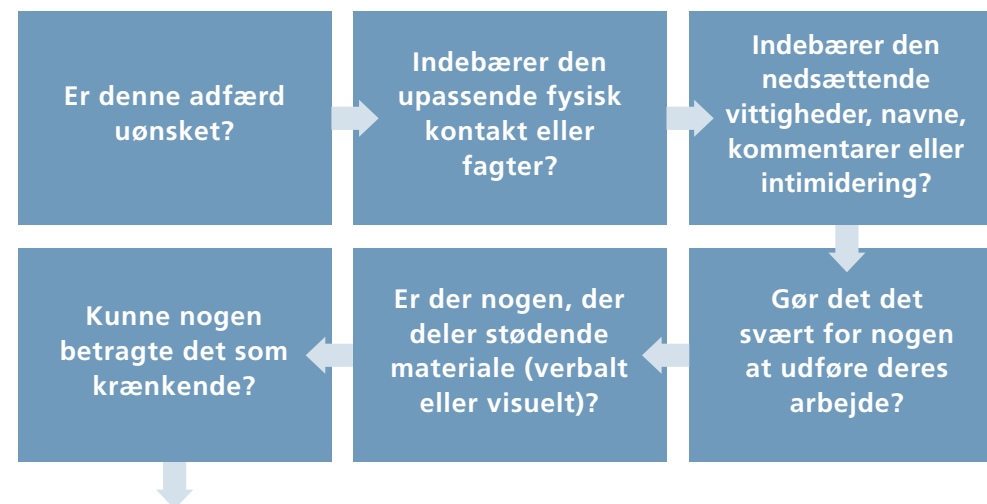 Er denne adfærd
uønsket?
Indebærer den
upassende fysisk
kontakt eller
fagter?
Indebærer den
nedsættende
vittigheder, navne,
kommentarer eller
intimidering?
Gør det det
svært for nogen
at udføre deres
arbejde?
Er der nogen, der
deler stødende
materiale (verbalt
eller visuelt)?
Kunne nogen
betragte det som
krænkende?